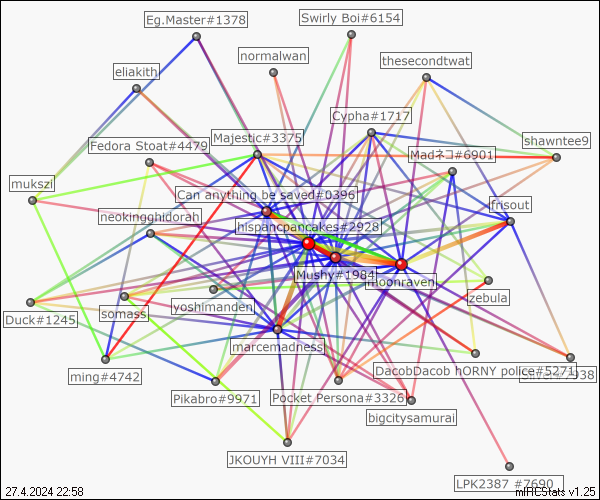 Eg.Master#1378
Swirly Boi#6154
normalwan
thesecondtwat
eliakith
Cypha#1717
Majestic#3375
shawntee9
Fedora Stoat#4479
Madネコ#6901
mukszi
Can anything be saved#0396
frisout
neokingghidorah
hispancpancakes#2928
Mushy#1984
moonraven
yoshimanden
zebula
Duck#1245
somass
marcemadness
ming#4742
DacobDacob hORNY police#5271
Silver#7938
Pikabro#9971
Pocket Persona#3326
bigcitysamurai
JKOUYH VIII#7034
LPK2387 #7690
27.4.2024 22:58
mIRCStats v1.25